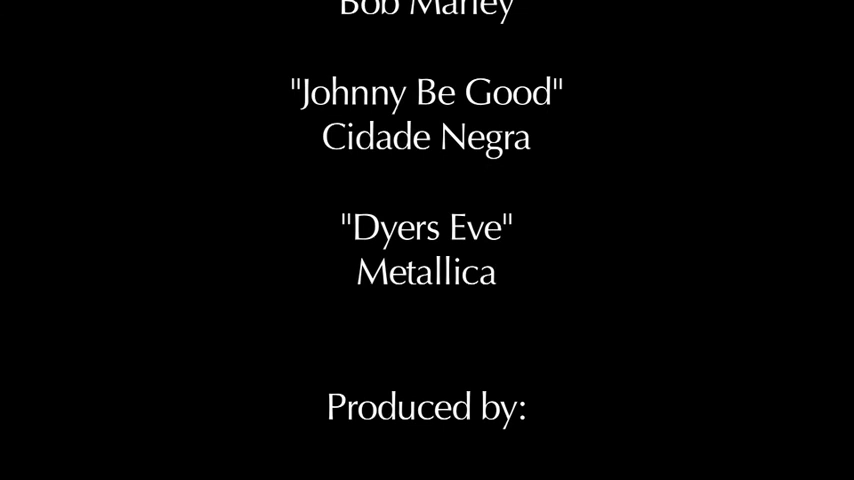 Bob Marley
"Johnny Be Good"
Cidade Negra
"Dyers Eve"
Metallica
Produced by: